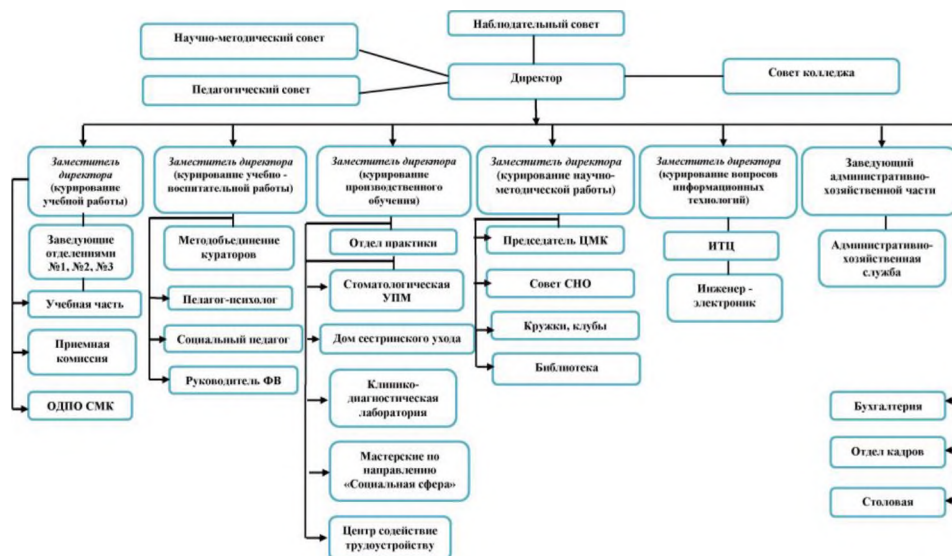 Наблюдательный совет
Научно-методический совет
Директор
Совет колледжа
Педагогический совет
Заместитель
директора
(курирование
учебной работы)
Заведующие
отделениями
№1, №2, №3
Учебная часть
Приемная
комиссия
ОДПО СМК
Заместитель директора
(курирование учебно -
воспитательной работы)
Методобъединение
кураторов
Педагог-психолог
Социальный педагог
Руководитель ФВ
Заместитель директора
(курирование
производственного
обучения)
Отдел практики
Стоматологическая
УПМ
Дом сестринского ухода
Клинико-
диагностическая
лаборатория
Мастерские по
направлению
«Социальная сфера»
Центр содействие
трудоустройству
Заместитель директора
(курирование научно-
методической работы)
Председатель ЦМК
Совет СНО
Кружки, клубы
Библиотека
Заместитель директора
(курирование вопросов
информационных
технологий)
ИТЦ
Инженер -
электроник
Заведующий
административно-
хозяйственной части
Административно-
хозяйственная
служба
Бухгалтерия
Отдел кадров
Столовая